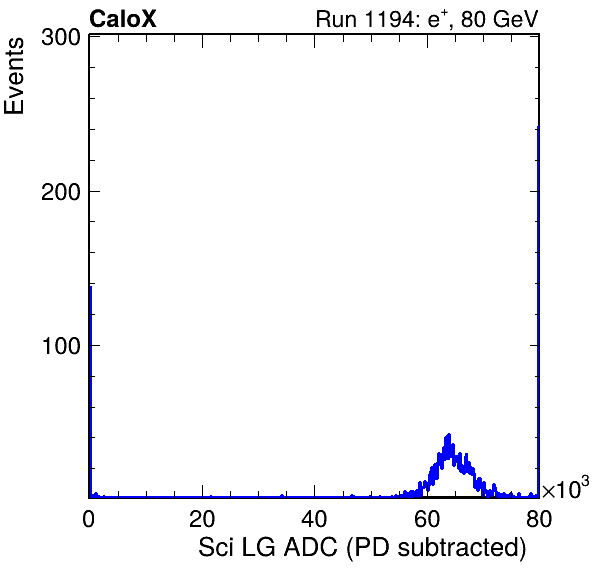 CaloX Run 1194: e⁺, 80 GeV
Events
300
200
100
0 20 40 60 80
×10³
Sci LG ADC (PD subtracted)